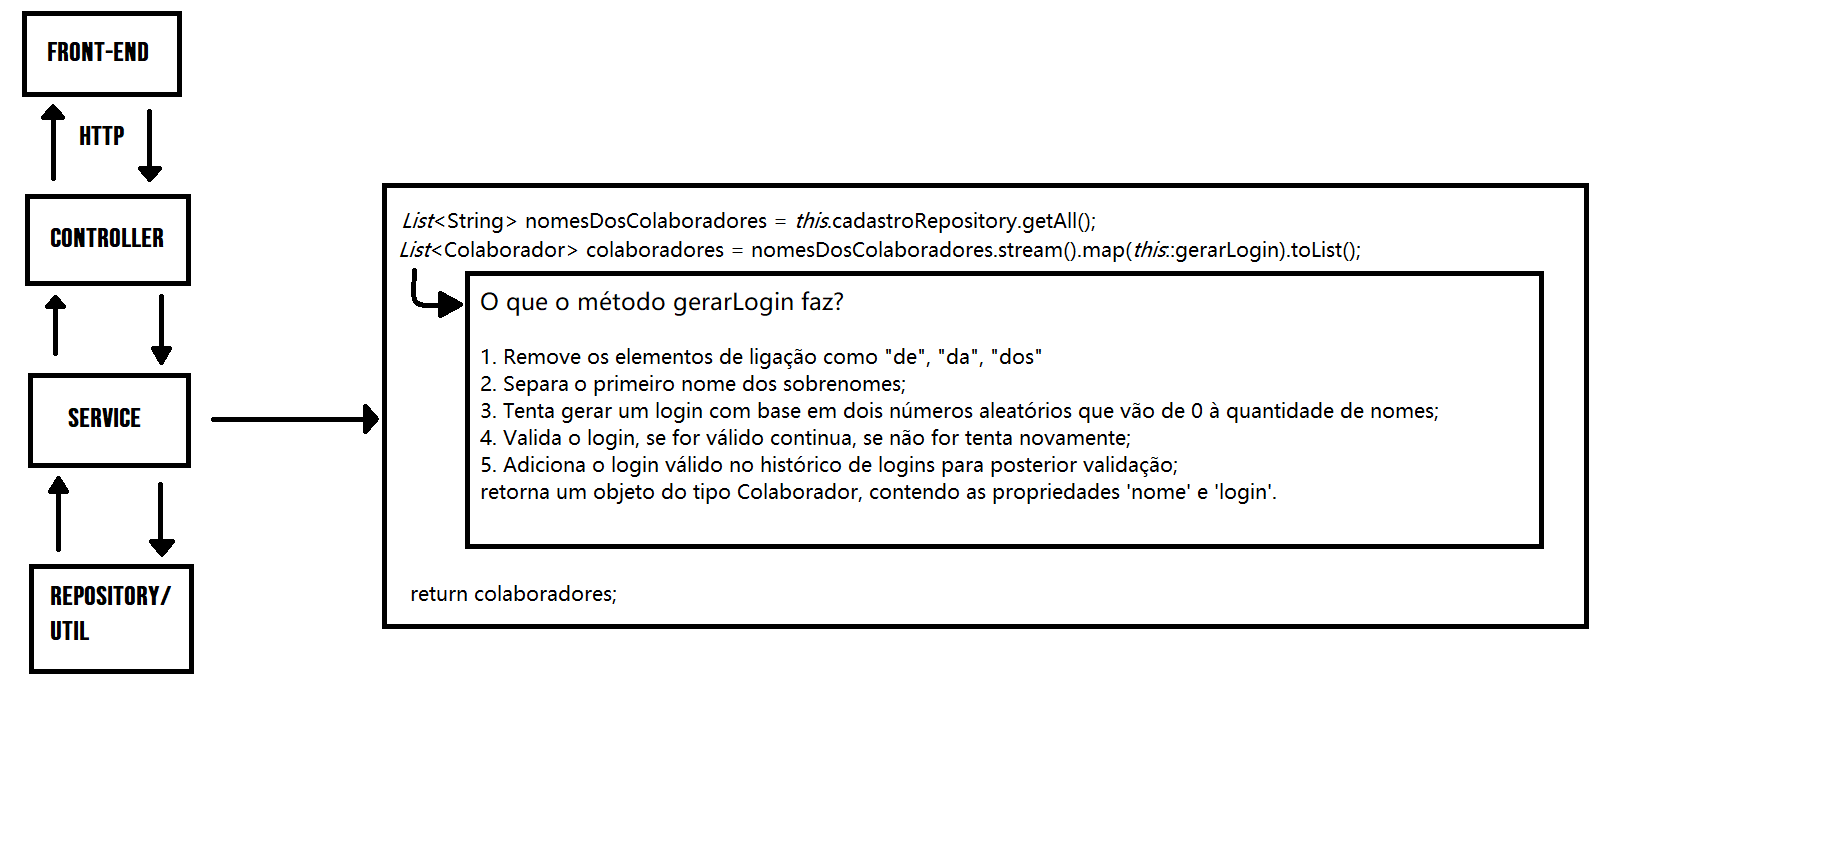 FRONT-END
HTTP
CONTROLLER
SERVICE
REPOSITORY/
UTIL
List<String> nomesDosColaboradores = this.cadastroRepository.getAll();
List<Colaborador> colaboradores = nomesDosColaboradores.stream().map(this::gerarLogin).toList();
O que o método gerarLogin faz?
1. Remove os elementos de ligação como "de", "da", "dos"
2. Separa o primeiro nome dos sobrenomes;
3. Tenta gerar um login com base em dois números aleatórios que vão de 0 à quantidade de nomes;
4. Valida o login, se for válido continua, se não for tenta novamente;
5. Adiciona o login válido no histórico de logins para posterior validação;
retorna um objeto do tipo Colaborador, contendo as propriedades 'nome' e 'login'.
return colaboradores;